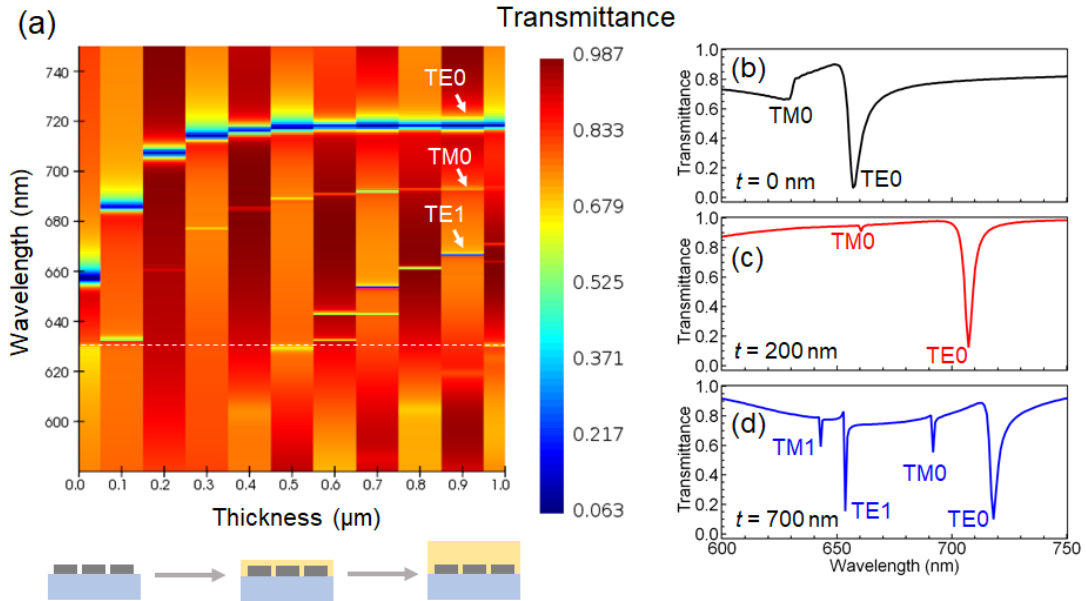 (a)
Transmittance
Wavelength (nm)
740
720
700
680
660
640
620
600
TE0
TM0
TE1
0.0 0.1 0.2 0.3 0.4 0.5 0.6 0.7 0.8 0.9 1.0
Thickness (μm)
0.987
0.833
0.679
0.525
0.371
0.217
0.063
(b)
Transmittance
1.0
0.8
0.6
0.4
0.2
0.0
TM0
TE0
t = 0 nm
(c)
Transmittance
1.0
0.8
0.6
0.4
0.2
0.0
TM0
TE0
t = 200 nm
(d)
Transmittance
1.0
0.8
0.6
0.4
0.2
0.0
TM1
TE1
TM0
TE0
t = 700 nm
600 650 700 750
Wavelength (nm)